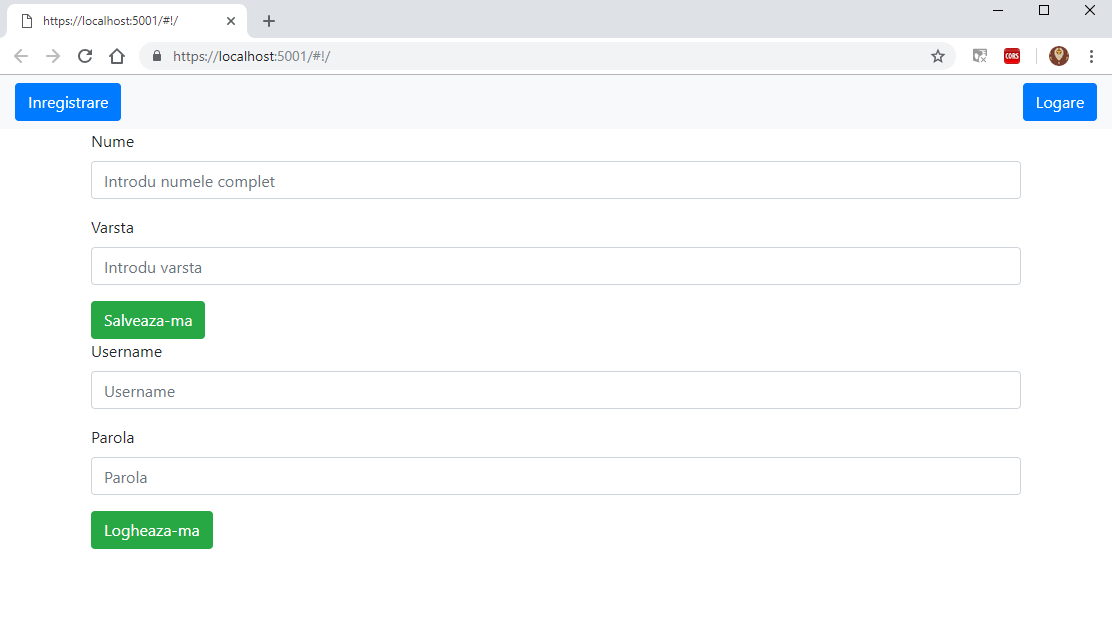 https://localhost:5001/#!/
https://localhost:5001/#!/
CORS
Inregistrare
Logare
Nume
Introdu numele complet
Varsta
Introdu varsta
Salveaza-ma
Username
Username
Parola
Parola
Logheaza-ma